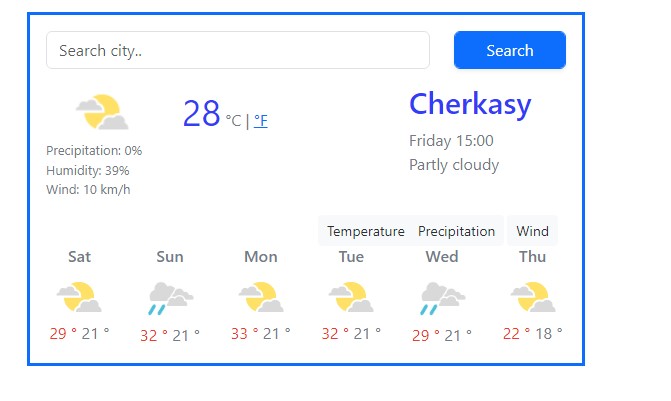 Search city..
Search
28 °C | °F
Cherkasy
Friday 15:00
Partly cloudy
Precipitation: 0%
Humidity: 39%
Wind: 10 km/h
Temperature Precipitation Wind
Sat Sun Mon Tue Wed Thu
29 ° 21 ° 32 ° 21 ° 33 ° 21 ° 32 ° 21 ° 29 ° 21 ° 22 ° 18 °